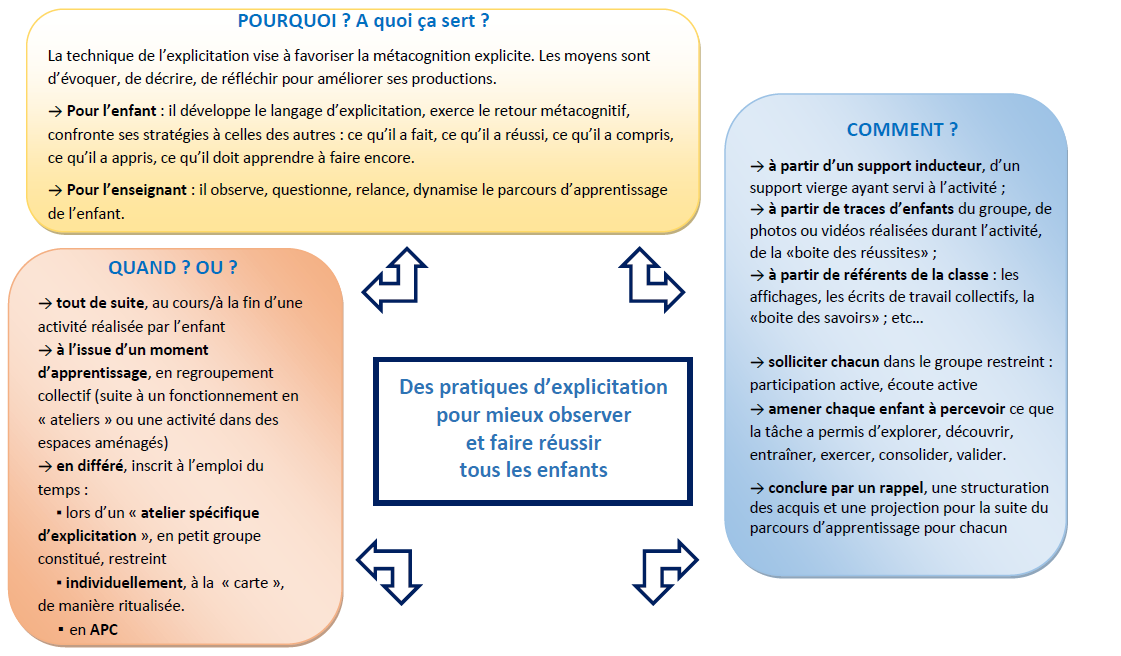 POURQUOI ? A quoi ça sert ?
La technique de l’explicitation vise à favoriser la métacognition explicite. Les moyens sont
d’évoquer, de décrire, de réfléchir pour améliorer ses productions.
→ Pour l’enfant : il développe le langage d’explicitation, exerce le retour métacognitif,
confronte ses stratégies à celles des autres : ce qu’il a fait, ce qu’il a réussi, ce qu’il a compris,
ce qu’il a appris, ce qu’il doit apprendre à faire encore.
→ Pour l’enseignant : il observe, questionne, relance, dynamise le parcours d’apprentissage
de l’enfant.
QUAND ? OU ?
→ tout de suite, au cours/à la fin d’une
activité réalisée par l’enfant
→ à l’issue d’un moment
d’apprentissage, en regroupement
collectif (suite à un fonctionnement en
« ateliers » ou une activité dans des
espaces aménagés)
→ en différé, inscrit à l’emploi du
temps :
▪ lors d’un « atelier spécifique
d’explicitation », en petit groupe
constitué, restreint
▪ individuellement, à la « carte »,
de manière ritualisée.
▪ en APC
Des pratiques d’explicitation
pour mieux observer
et faire réussir
tous les enfants
COMMENT ?
→ à partir d’un support inducteur, d’un
support vierge ayant servi à l’activité ;
→ à partir de traces d’enfants du groupe, de
photos ou vidéos réalisées durant l’activité,
de la «boite des réussites» ;
→ à partir de référents de la classe : les
affichages, les écrits de travail collectifs, la
«boite des savoirs» ; etc…
→ solliciter chacun dans le groupe restreint :
participation active, écoute active
→ amener chaque enfant à percevoir ce que
la tâche a permis d’explorer, découvrir,
entraîner, exercer, consolider, valider.
→ conclure par un rappel, une structuration
des acquis et une projection pour la suite du
parcours d’apprentissage pour chacun